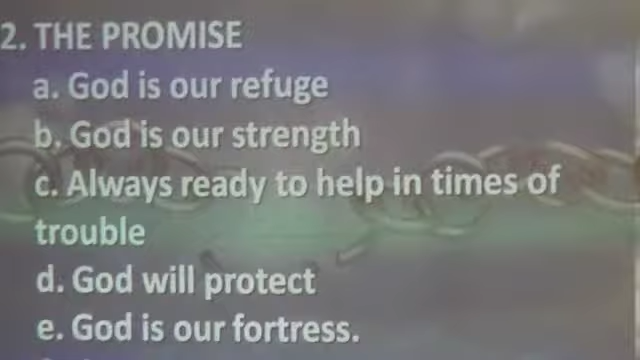 2. THE PROMISE
a. God is our refuge
b. God is our strength
c. Always ready to help in times of
trouble
d. God will protect
e. God is our fortress.